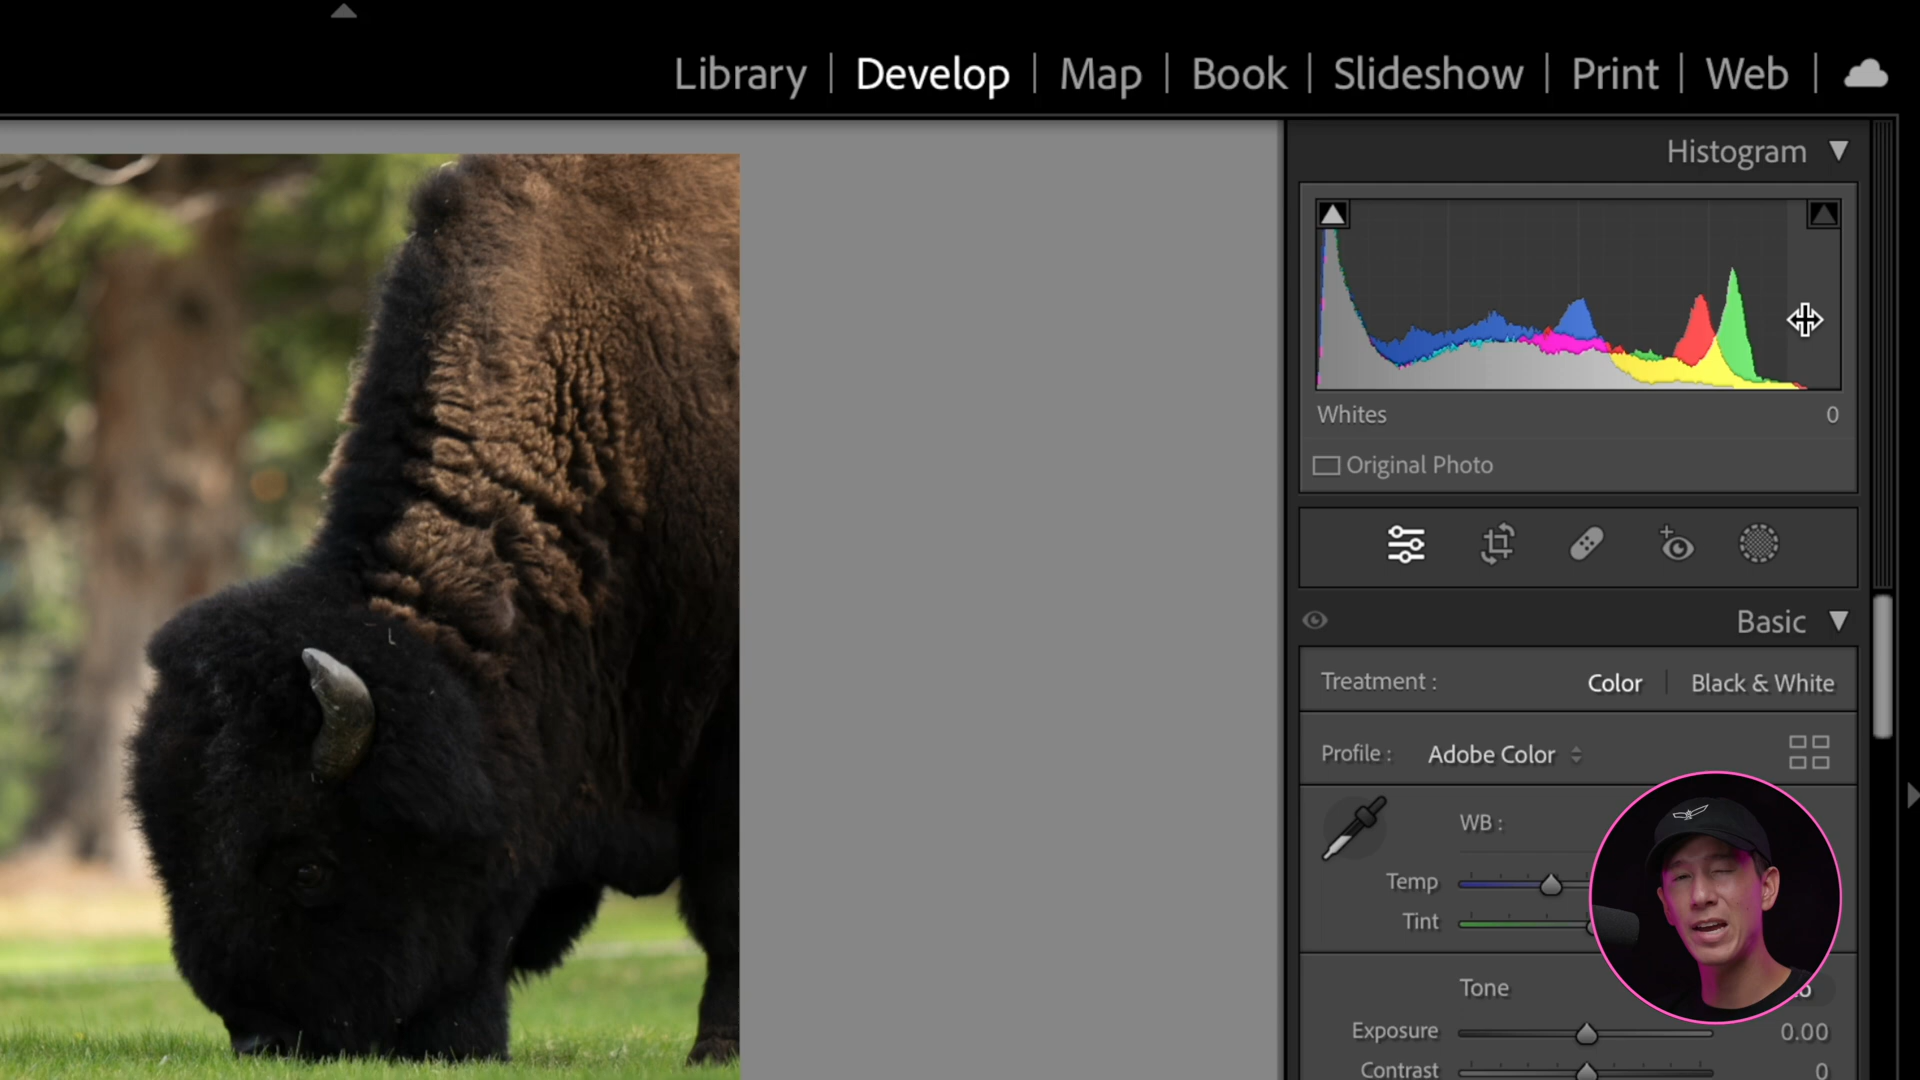 Library | Develop | Map | Book | Slideshow | Print | Web |
Histogram
Whites 0
Original Photo
Basic
Treatment : Color | Black & White
Profile : Adobe Color
WB :
Temp
Tint
Tone
Exposure 0.00
Contrast 0